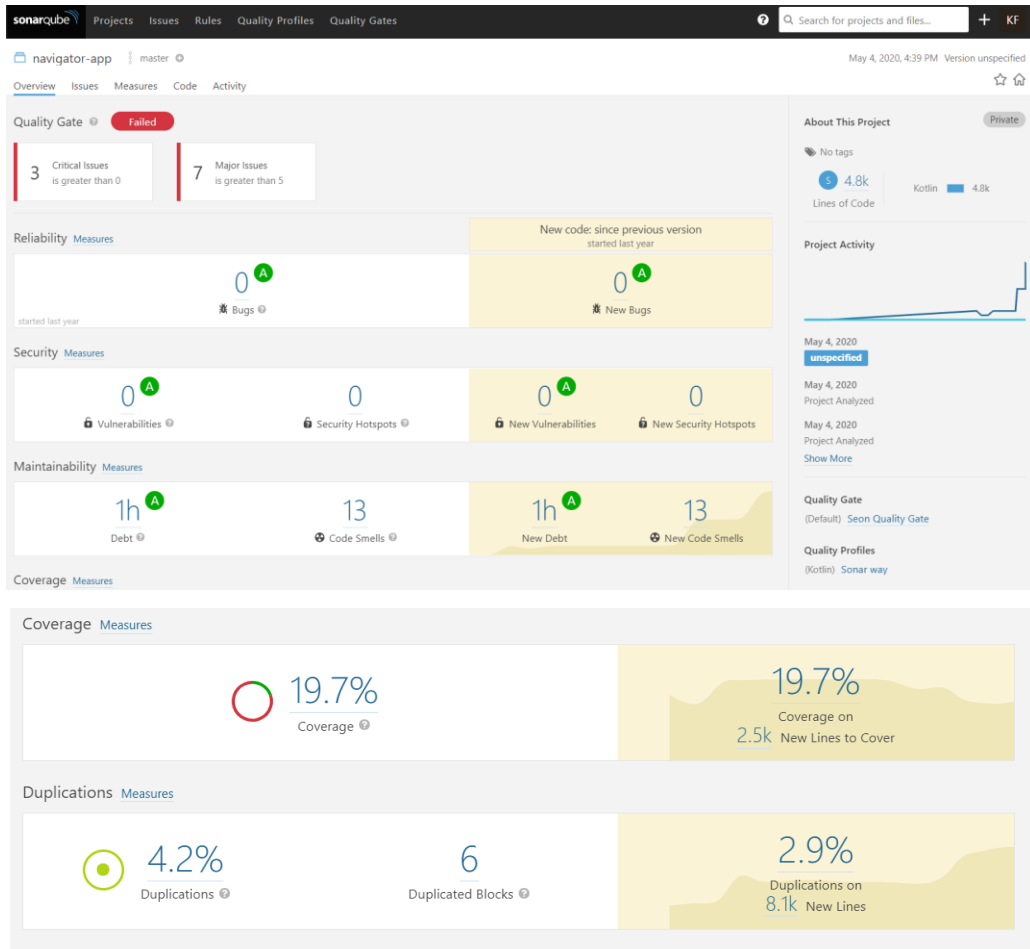 sonarqube Projects Issues Rules Quality Profiles Quality Gates Search for projects and files... KF
navigator-app master May 4, 2020, 4:39 PM Version unspecified
Overview Issues Measures Code Activity
Quality Gate Failed
3 Critical Issues
is greater than 0
7 Major Issues
is greater than 5
Reliability Measures
New code: since previous version
started last year
0 A
Bugs
started last year
0 A
New Bugs
Security Measures
0 A
Vulnerabilities
0
Security Hotspots
0 A
New Vulnerabilities
0
New Security Hotspots
Maintainability Measures
1h A
Debt
13
Code Smells
1h A
New Debt
13
New Code Smells
Coverage Measures
About This Project Private
No tags
S 4.8k
Lines of Code
Kotlin 4.8k
Project Activity
May 4, 2020
unspecified
May 4, 2020
Project Analyzed
May 4, 2020
Project Analyzed
Show More
Quality Gate
(Default) Seon Quality Gate
Quality Profiles
(Kotlin) Sonar way
Coverage Measures
19.7%
Coverage
19.7%
Coverage on
2.5k New Lines to Cover
Duplications Measures
4.2%
Duplications
6
Duplicated Blocks
2.9%
Duplications on
8.1k New Lines